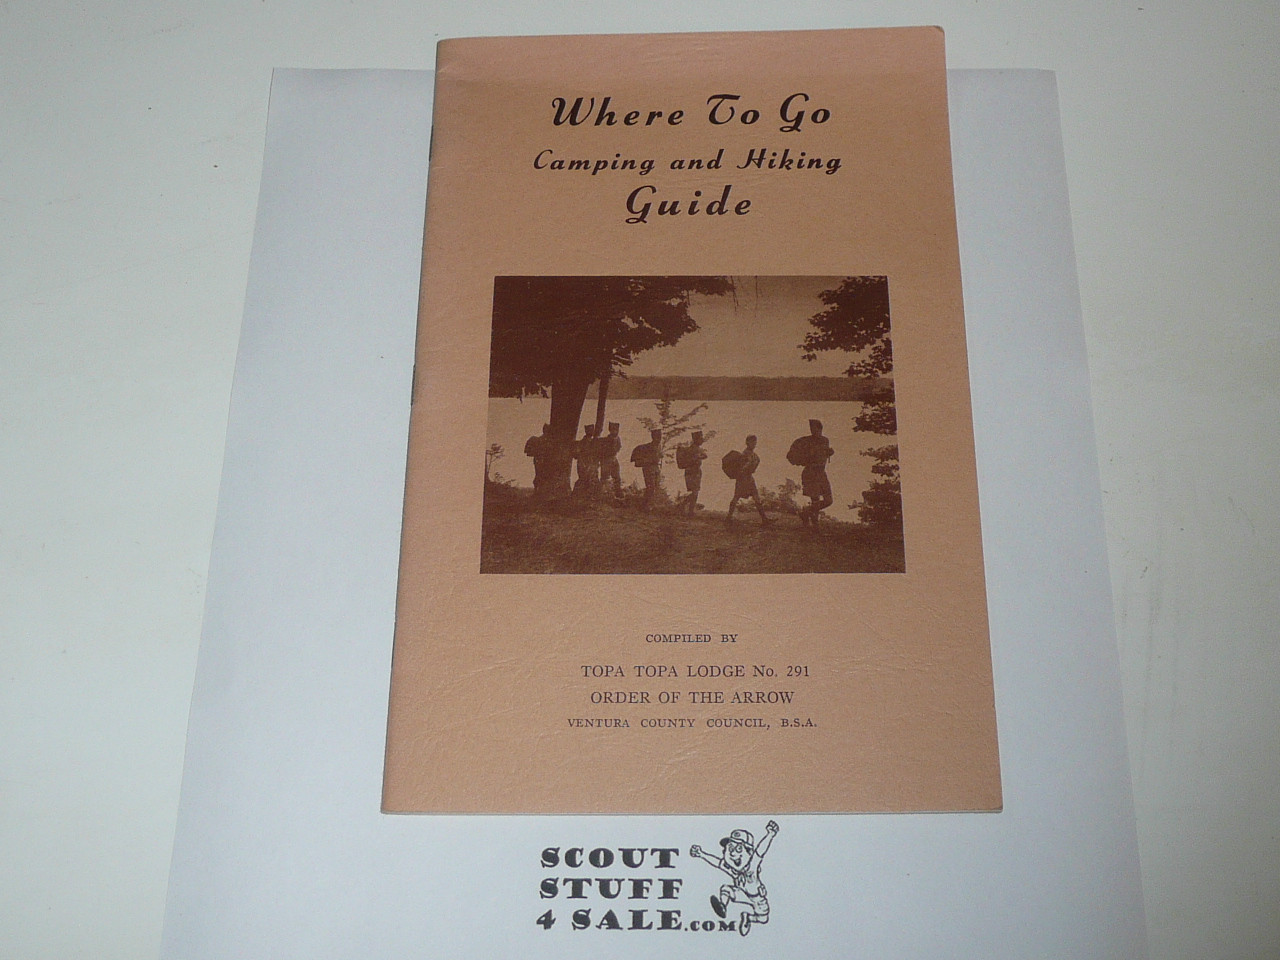 Where To Go
Camping and Hiking
Guide
COMPILED BY
TOPA TOPA LODGE No. 291
ORDER OF THE ARROW
VENTURA COUNTY COUNCIL, B.S.A.
SCOUT
STUFF
4 SALE.COM